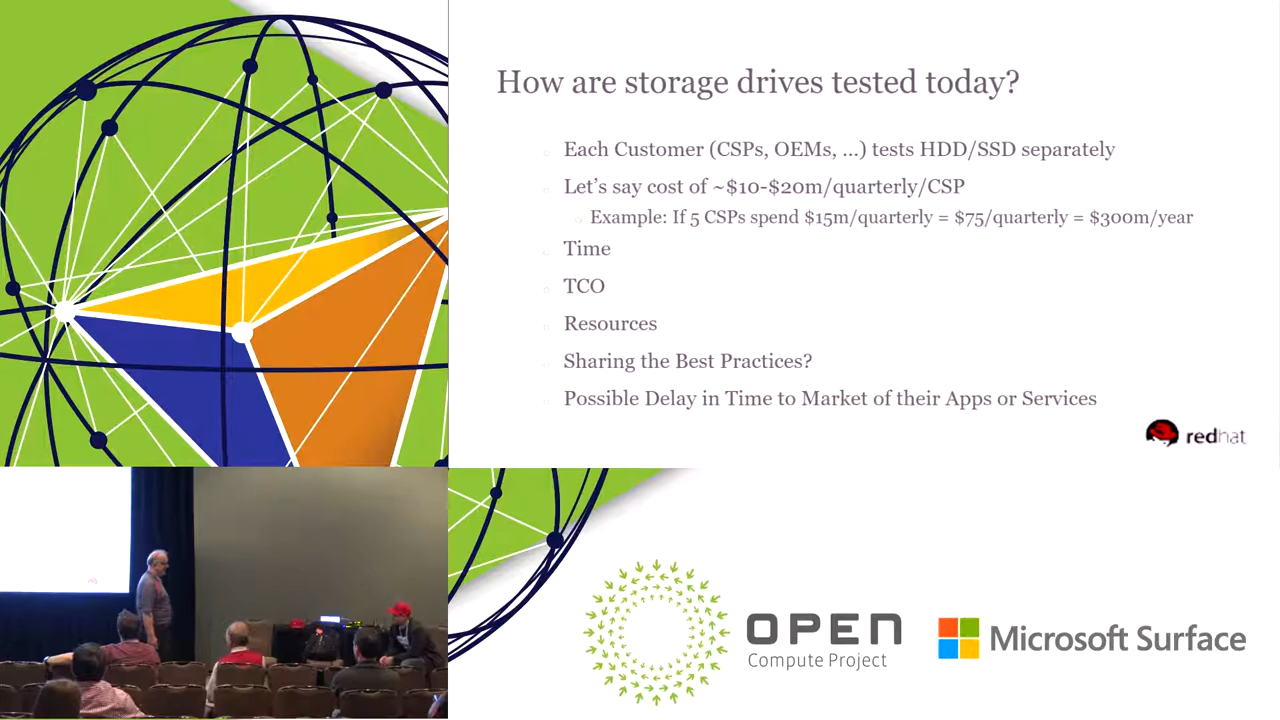 How are storage drives tested today?
Each Customer (CSPs, OEMs, ...) tests HDD/SSD separately
Let's say cost of ~$10-$20m/quarterly/CSP
Example: If 5 CSPs spend $15m/quarterly = $75/quarterly = $300m/year
Time
TCO
Resources
Sharing the Best Practices?
Possible Delay in Time to Market of their Apps or Services
redhat
OPEN
Compute Project
Microsoft Surface